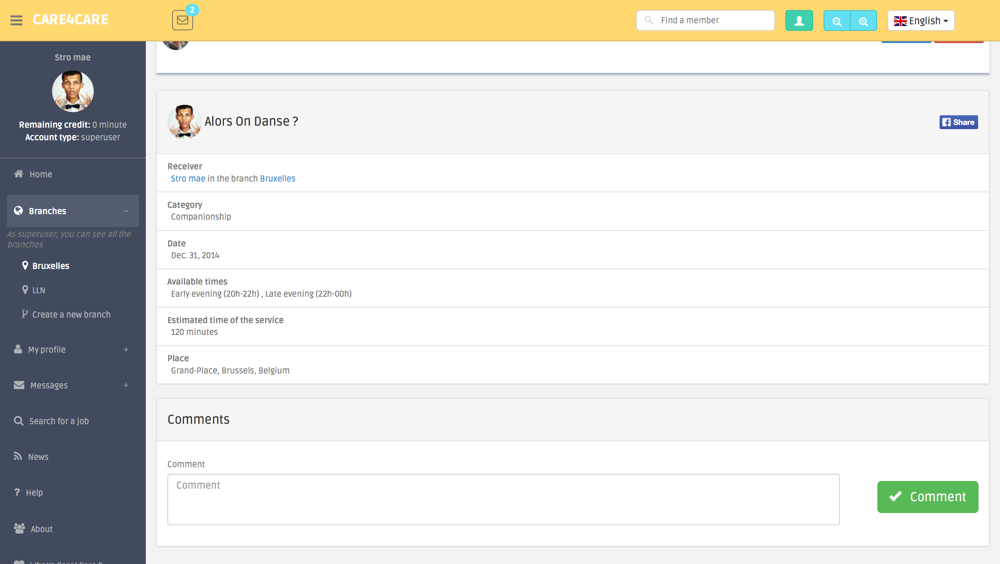 CARE4CARE
2
Find a member
English
Stro mae
Remaining credit: 0 minute
Account type: superuser
Home
Branches
As superuser, you can see all the
branches
Bruxelles
LLN
Create a new branch
My profile
Messages
Search for a job
News
? Help
About
Alors On Danse ?
Share
Receiver
Stro mae in the branch Bruxelles
Category
Companionship
Date
Dec. 31, 2014
Available times
Early evening (20h-22h) , Late evening (22h-00h)
Estimated time of the service
120 minutes
Place
Grand-Place, Brussels, Belgium
Comments
Comment
Comment
Comment